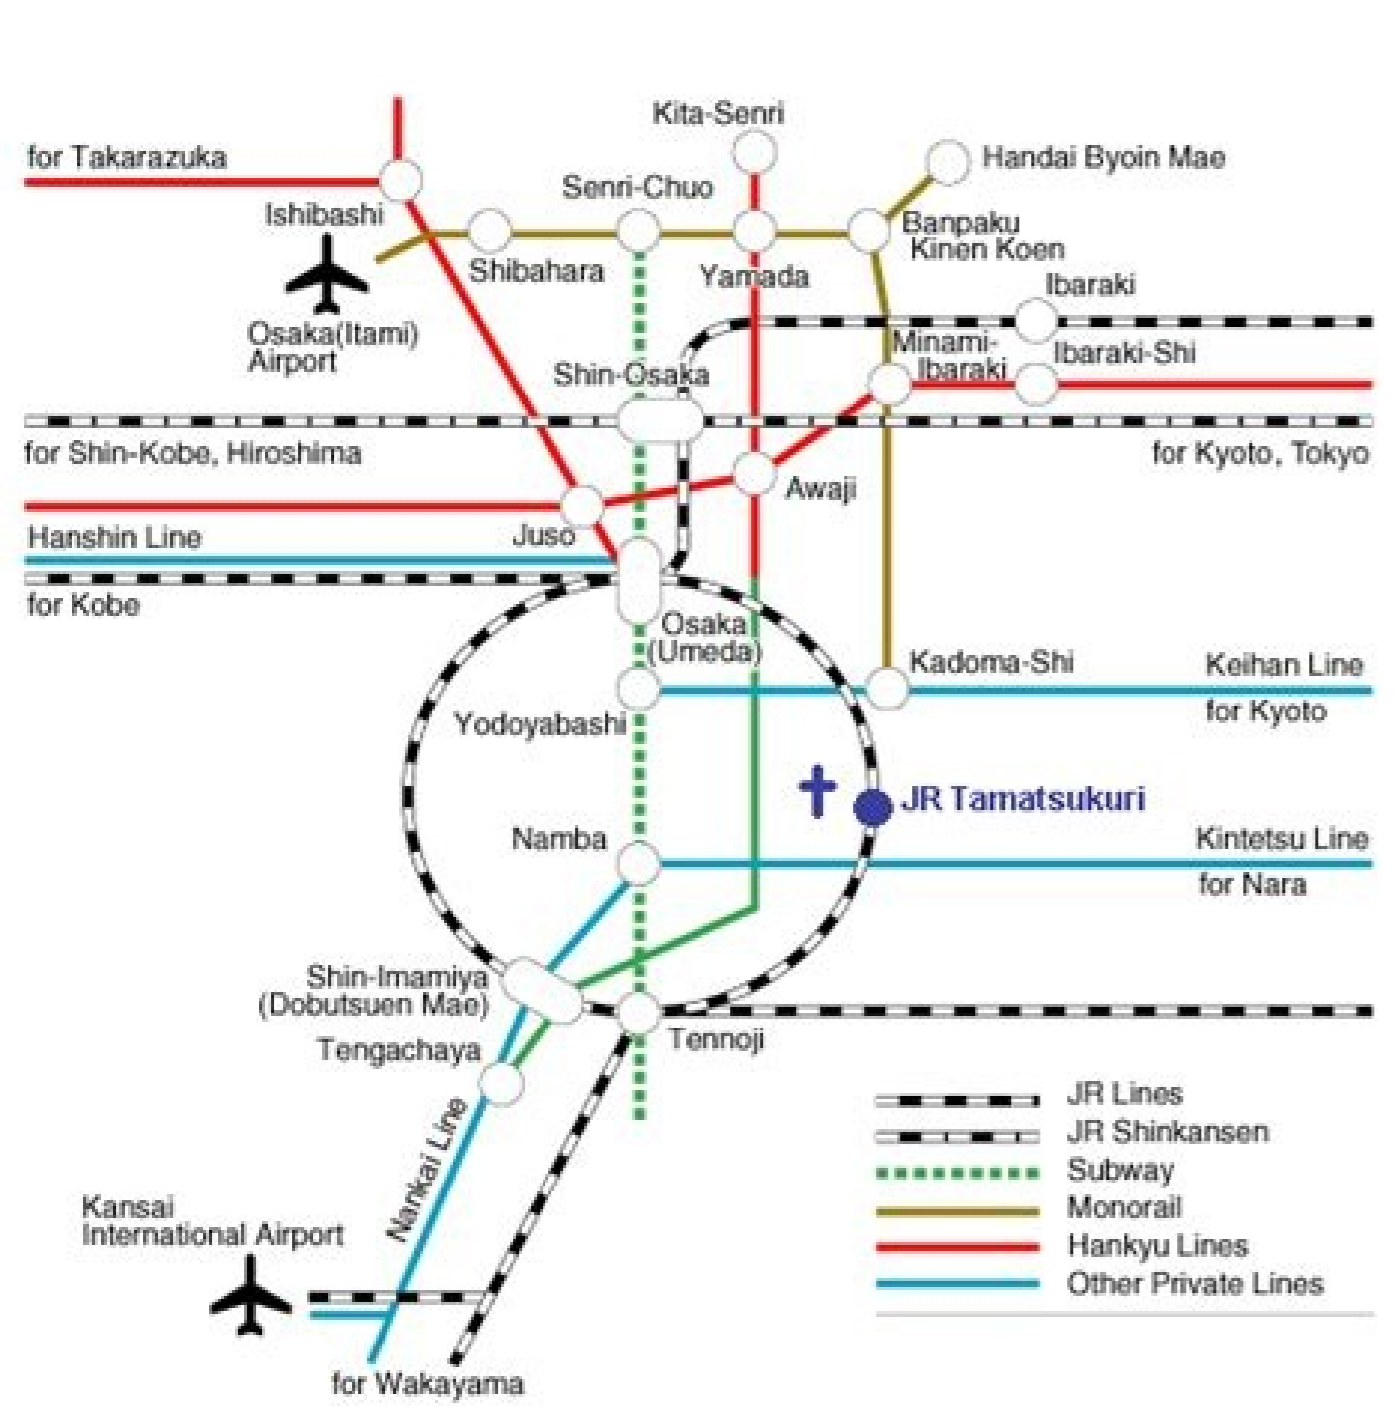 Kita-Senri
for Takarazuka
Handai Byoin Mae
Senri-Chuo
Ishibashi
Banpaku
Kinen Koen
Shibahara
Yamada
Ibaraki
Osaka(Itami)
Airport
Minami-
Ibaraki
Ibaraki-Shi
Shin-Osaka
for Shin-Kobe, Hiroshima
for Kyoto, Tokyo
Awaji
Hanshin Line
Juso
for Kobe
Osaka
(Umeda)
Kadoma-Shi
Keihan Line
for Kyoto
Yodoyabashi
JR Tamatsukuri
Namba
Kintetsu Line
for Nara
Shin-Imamiya
(Dobutsuen Mae)
Tennoji
Tengachaya
Nankai Line
JR Lines
JR Shinkansen
Subway
Monorail
Hankyu Lines
Other Private Lines
Kansai
International Airport
for Wakayama